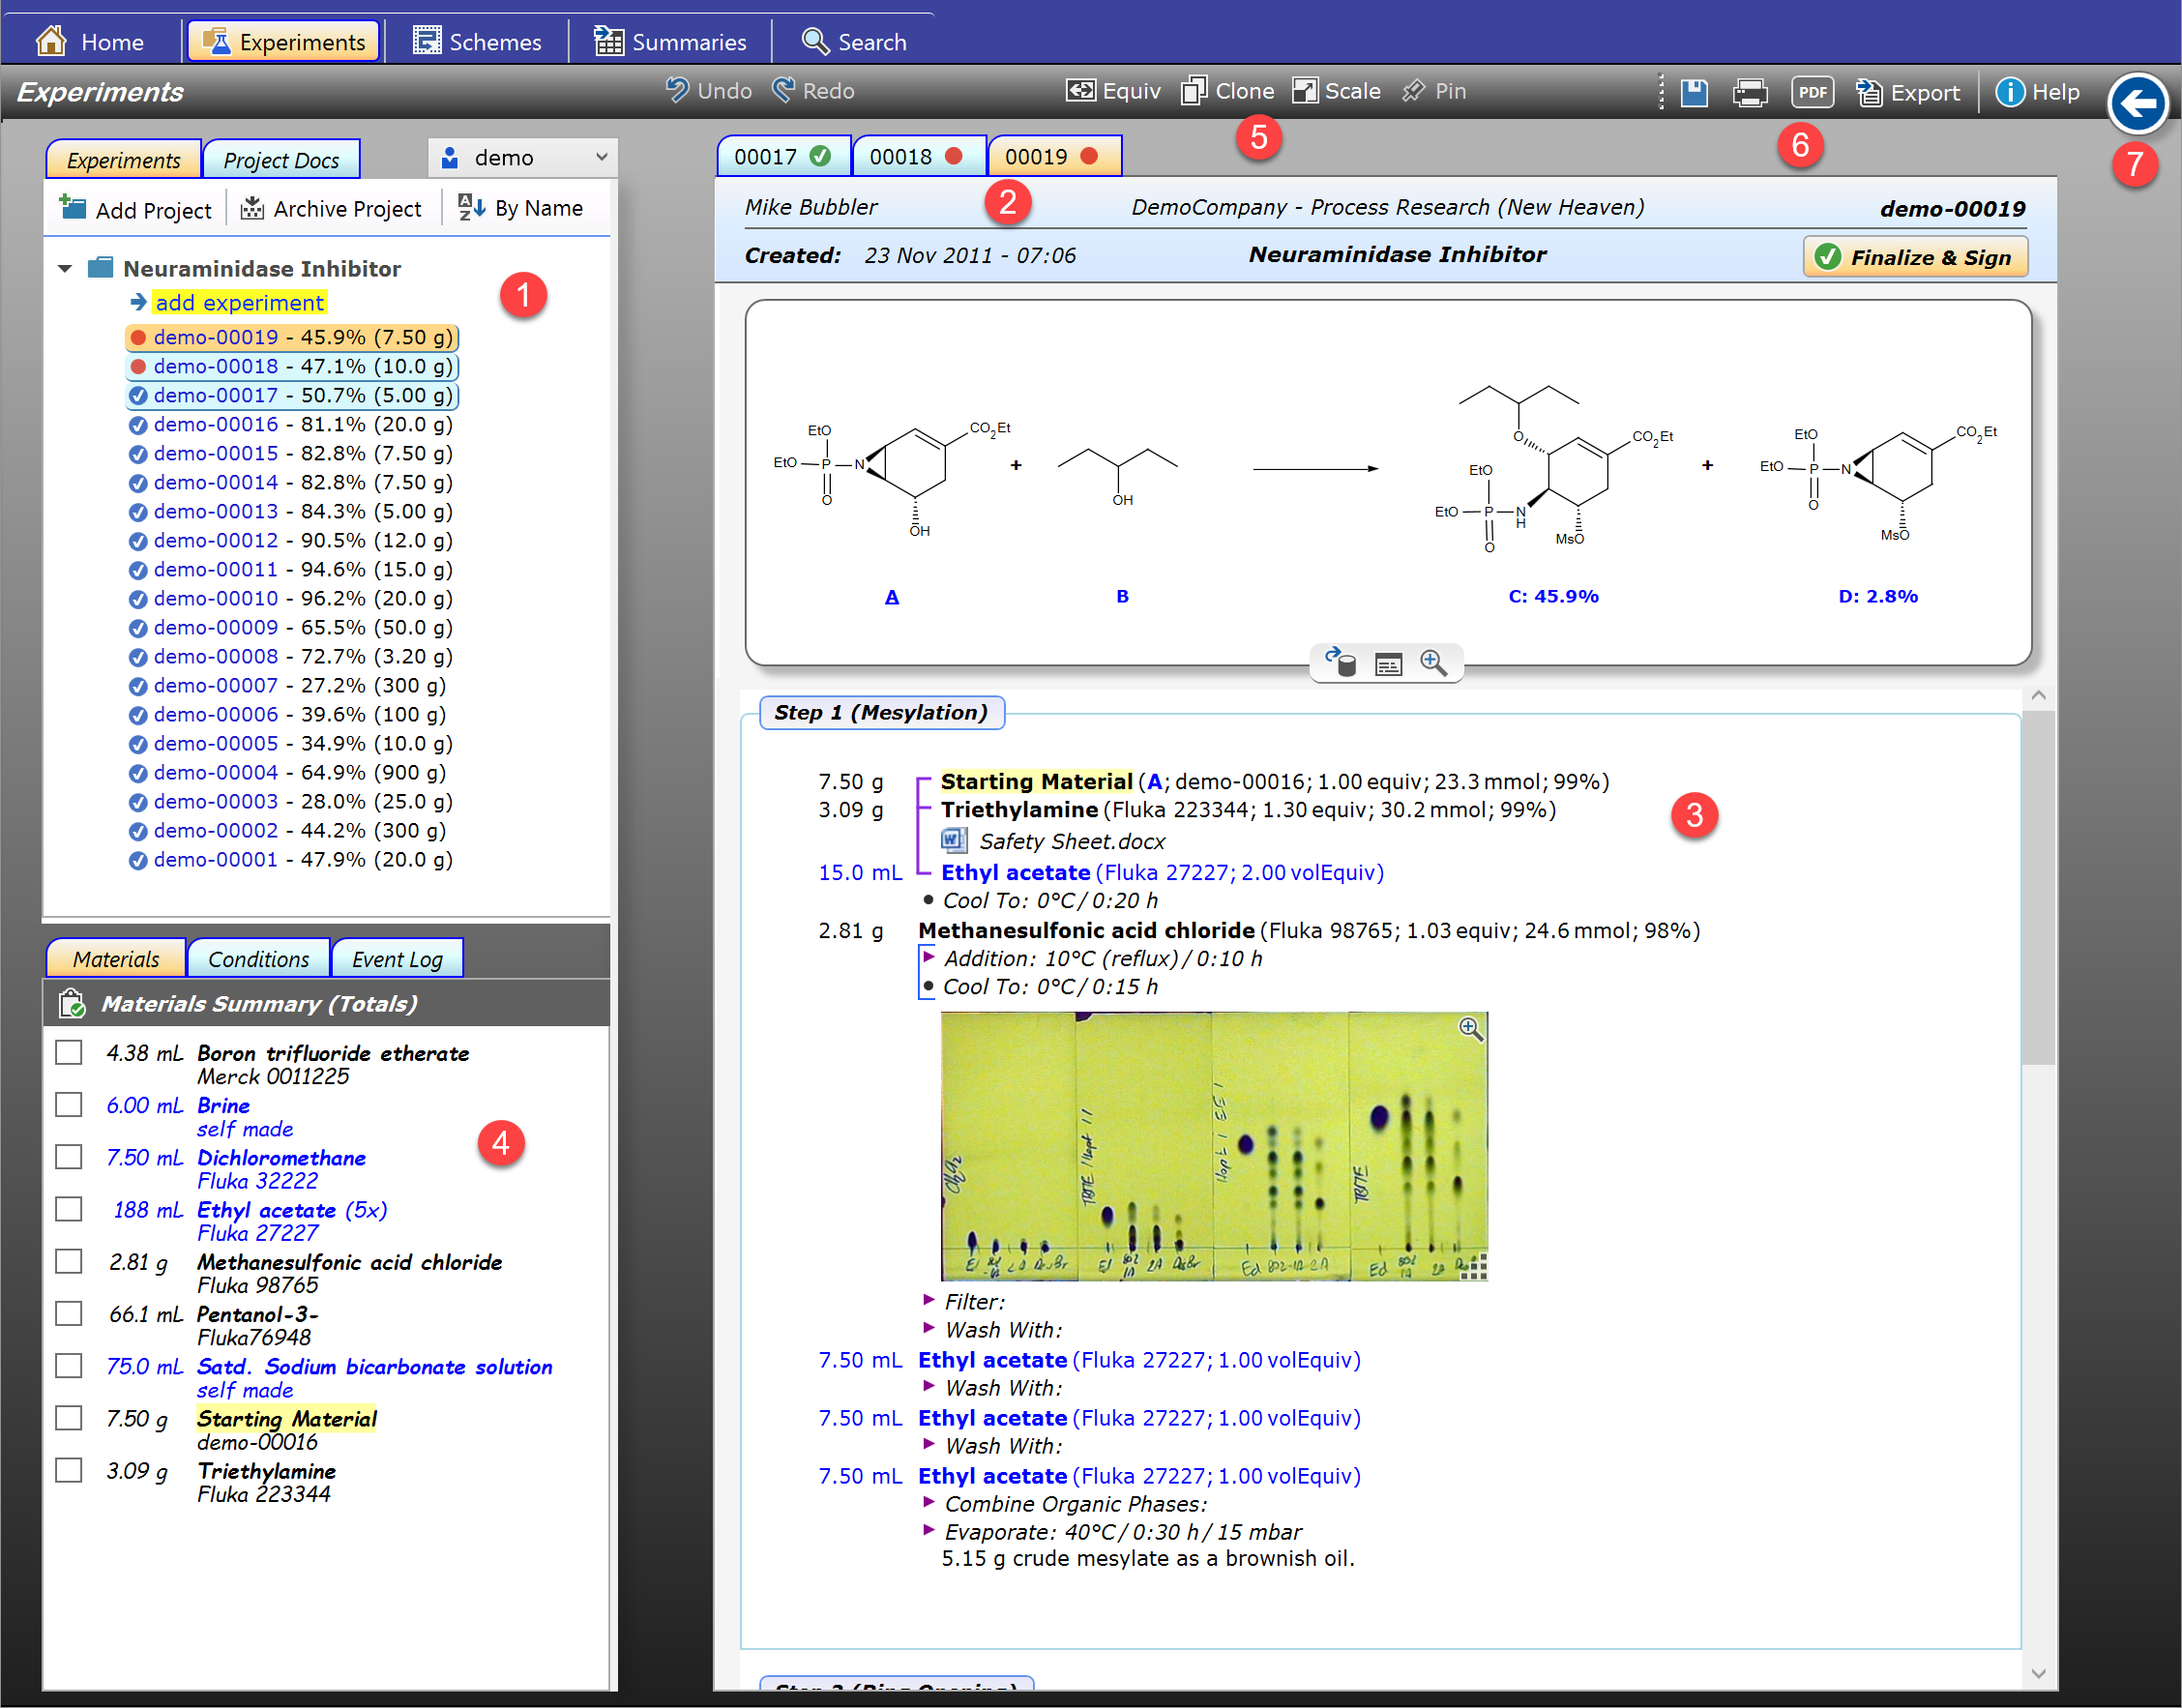 Home
Experiments
Schemes
Summaries
Search
Experiments
Undo
Redo
Equiv
Clone
Scale
Pin
PDF
Export
Help
5
6
7
Experiments
Project Docs
demo
Add Project
Archive Project
A
Z
By Name
Neuraminidase Inhibitor
add experiment
1
demo-00019 - 45.9% (7.50 g)
demo-00018 - 47.1% (10.0 g)
demo-00017 - 50.7% (5.00 g)
demo-00016 - 81.1% (20.0 g)
demo-00015 - 82.8% (7.50 g)
demo-00014 - 82.8% (7.50 g)
demo-00013 - 84.3% (5.00 g)
demo-00012 - 90.5% (12.0 g)
demo-00011 - 94.6% (15.0 g)
demo-00010 - 96.2% (20.0 g)
demo-00009 - 65.5% (50.0 g)
demo-00008 - 72.7% (3.20 g)
demo-00007 - 27.2% (300 g)
demo-00006 - 39.6% (100 g)
demo-00005 - 34.9% (10.0 g)
demo-00004 - 64.9% (900 g)
demo-00003 - 28.0% (25.0 g)
demo-00002 - 44.2% (300 g)
demo-00001 - 47.9% (20.0 g)
Materials
Conditions
Event Log
Materials Summary (Totals)
4.38 mL Boron trifluoride etherate
Merck 0011225
6.00 mL Brine
self made
4
7.50 mL Dichloromethane
Fluka 32222
188 mL Ethyl acetate (5x)
Fluka 27227
2.81 g Methanesulfonic acid chloride
Fluka 98765
66.1 mL Pentanol-3-
Fluka76948
75.0 mL Satd. Sodium bicarbonate solution
self made
7.50 g Starting Material
demo-00016
3.09 g Triethylamine
Fluka 223344
00017
00018
00019
2
Mike Bubbler
DemoCompany - Process Research (New Heaven)
demo-00019
Created: 23 Nov 2011 - 07:06
Neuraminidase Inhibitor
Finalize & Sign
EtO
EtO
P
N
O
CO2Et
OH
A
+
OH
B
O
CO2Et
EtO
EtO
P
N
H
O
MsO
C: 45.9%
+
EtO
EtO
P
N
O
CO2Et
MsO
D: 2.8%
Step 1 (Mesylation)
7.50 g Starting Material (A; demo-00016; 1.00 equiv; 23.3 mmol; 99%)
3.09 g Triethylamine (Fluka 223344; 1.30 equiv; 30.2 mmol; 99%)
3
W
Safety Sheet.docx
15.0 mL Ethyl acetate (Fluka 27227; 2.00 volEquiv)
Cool To: 0°C / 0:20 h
2.81 g Methanesulfonic acid chloride (Fluka 98765; 1.03 equiv; 24.6 mmol; 98%)
Addition: 10°C (reflux) / 0:10 h
Cool To: 0°C / 0:15 h
Filter:
Wash With:
7.50 mL Ethyl acetate (Fluka 27227; 1.00 volEquiv)
Wash With:
7.50 mL Ethyl acetate (Fluka 27227; 1.00 volEquiv)
Wash With:
7.50 mL Ethyl acetate (Fluka 27227; 1.00 volEquiv)
Combine Organic Phases:
Evaporate: 40°C / 0:30 h / 15 mbar
5.15 g crude mesylate as a brownish oil.
Step 2 (Ring Opening)